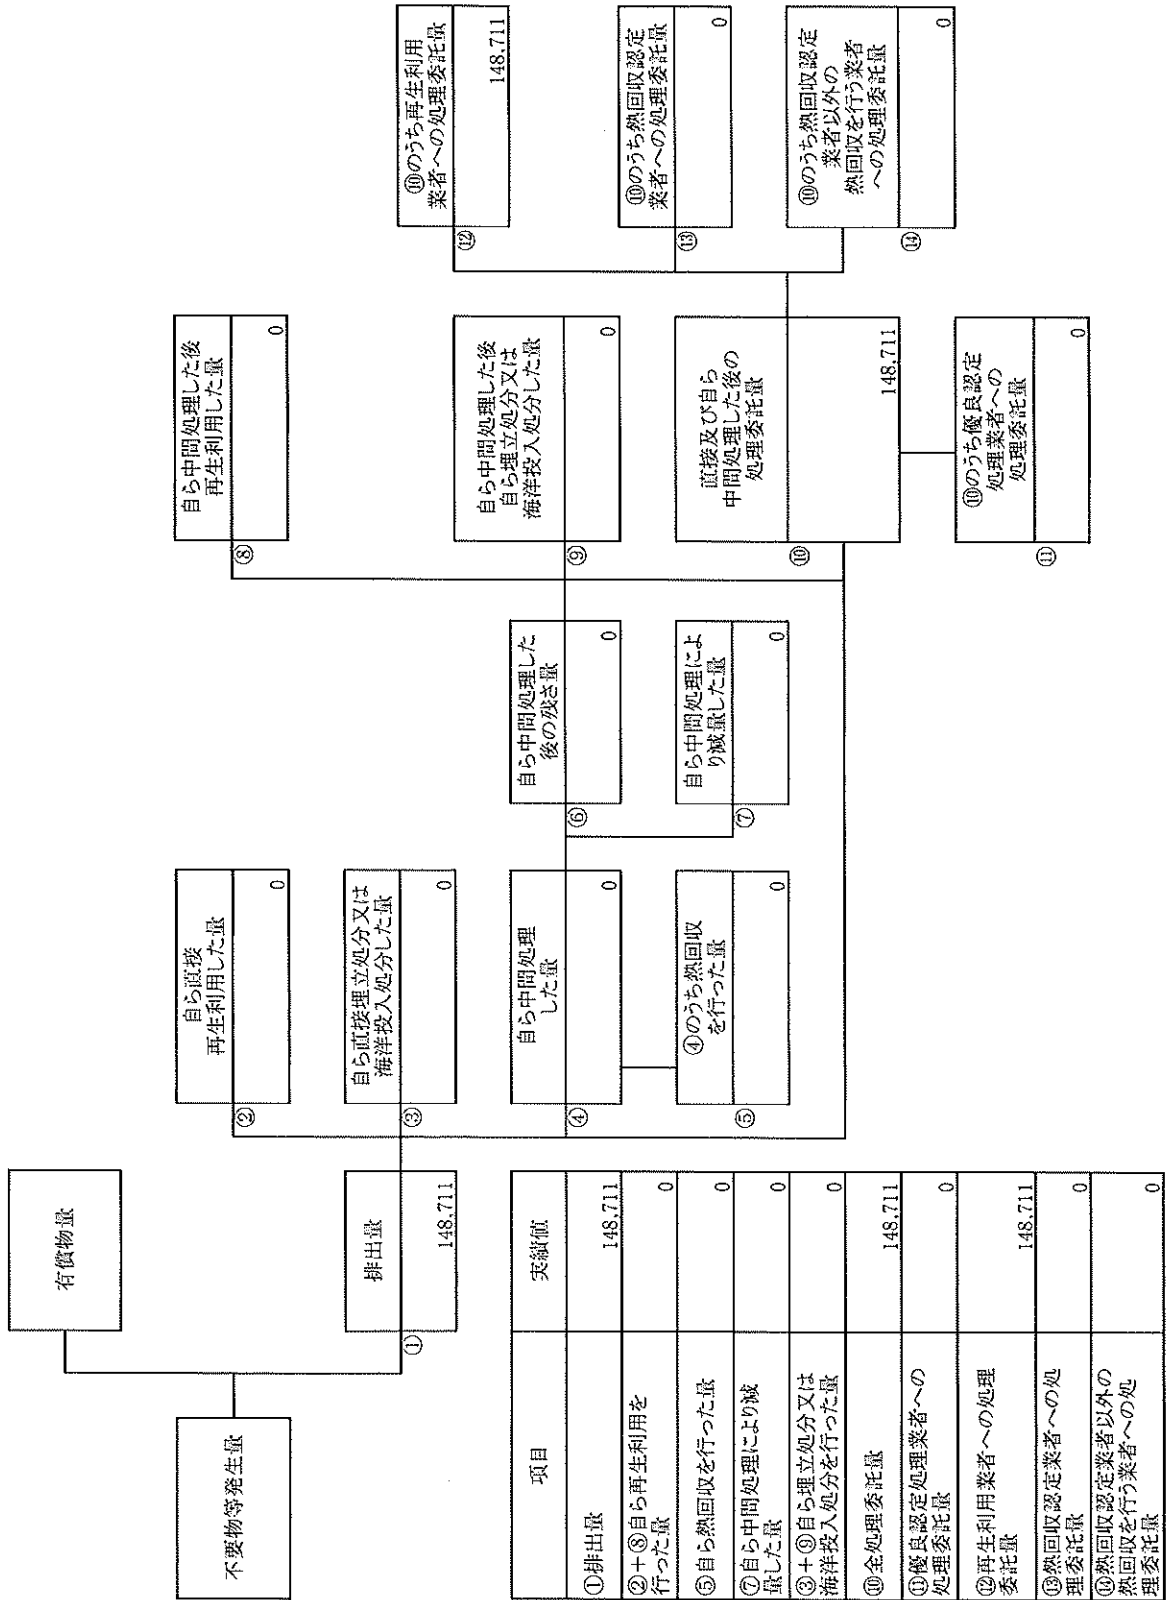 不要物等発生量
有償物量
排出量
①
148.711
②
自ら直接
再生利用した量
0
③
自ら直接埋立処分又は
海洋投入処分した量
0
④
自ら中間処理
した量
0
⑤
④のうち熱回収
を行った量
0
⑥
自ら中間処理した
後の残さ量
0
⑦
自ら中間処理によ
り減量した量
0
⑧
自ら中間処理した後
再生利用した量
0
⑨
自ら中間処理した後
自ら埋立処分又は
海洋投入処分した量
0
⑩
直接及び自ら
中間処理した後の
処理委託量
148.711
⑪
⑩のうち優良認定
処理業者への
処理委託量
0
⑫
⑩のうち再生利用
業者への処理委託量
148.711
⑬
⑩のうち熱回収認定
業者への処理委託量
0
⑭
⑩のうち熱回収認定
業者以外の
熱回収を行う業者
への処理委託量
0
項目 実績値
①排出量 148.711
②+⑧自ら再生利用を
行った量 0
⑤自ら熱回収を行った量 0
⑦自ら中間処理により減
量した量 0
③+⑨自ら埋立処分又は
海洋投入処分を行った量 0
⑩全処理委託量 148.711
⑪優良認定処理業者への
処理委託量 0
⑫再生利用業者への処理
委託量 148.711
⑬熱回収認定業者への処
理委託量 0
⑭熱回収認定業者以外の
熱回収を行う業者への処
理委託量 0